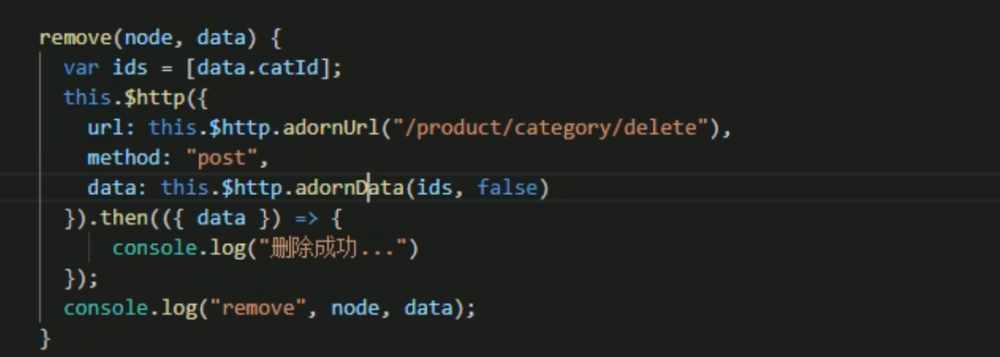 remove(node, data) {
var ids = [data.catId];
this.$http({
url: this.$http.adornUrl("/product/category/delete"),
method: "post",
data: this.$http.adornData(ids, false)
}).then(({ data }) => {
console.log("删除成功...")
});
console.log("remove", node, data);
}